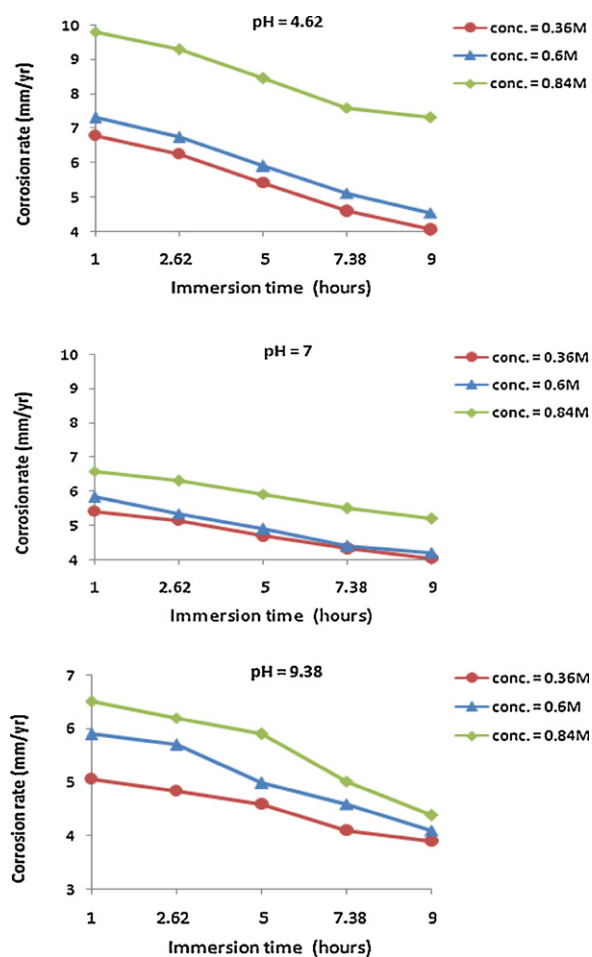 pH = 4.62
conc. = 0.36M
conc. = 0.6M
conc. = 0.84M
Corrosion rate (mm/yr)
10
9
8
7
6
5
4
1 2.62 5 7.38 9
Immersion time (hours)
pH = 7
conc. = 0.36M
conc. = 0.6M
conc. = 0.84M
Corrosion rate (mm/yr)
10
9
8
7
6
5
4
1 2.62 5 7.38 9
Immersion time (hours)
pH = 9.38
conc. = 0.36M
conc. = 0.6M
conc. = 0.84M
Corrosion rate (mm/yr)
7
6
5
4
3
1 2.62 5 7.38 9
Immersion time (hours)